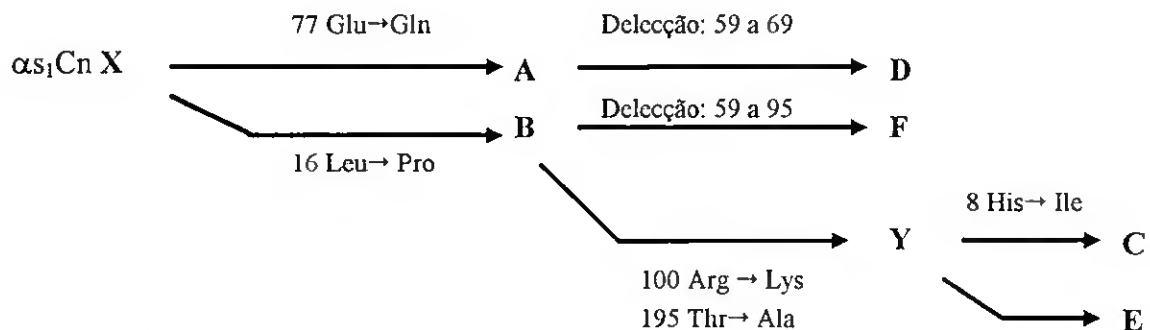 77 Glu→Gln
Delecção: 59 a 69
αs₁Cn X
A
D
Delecção: 59 a 95
B
F
16 Leu→ Pro
8 His→ Ile
Y
C
100 Arg → Lys
195 Thr→ Ala
E